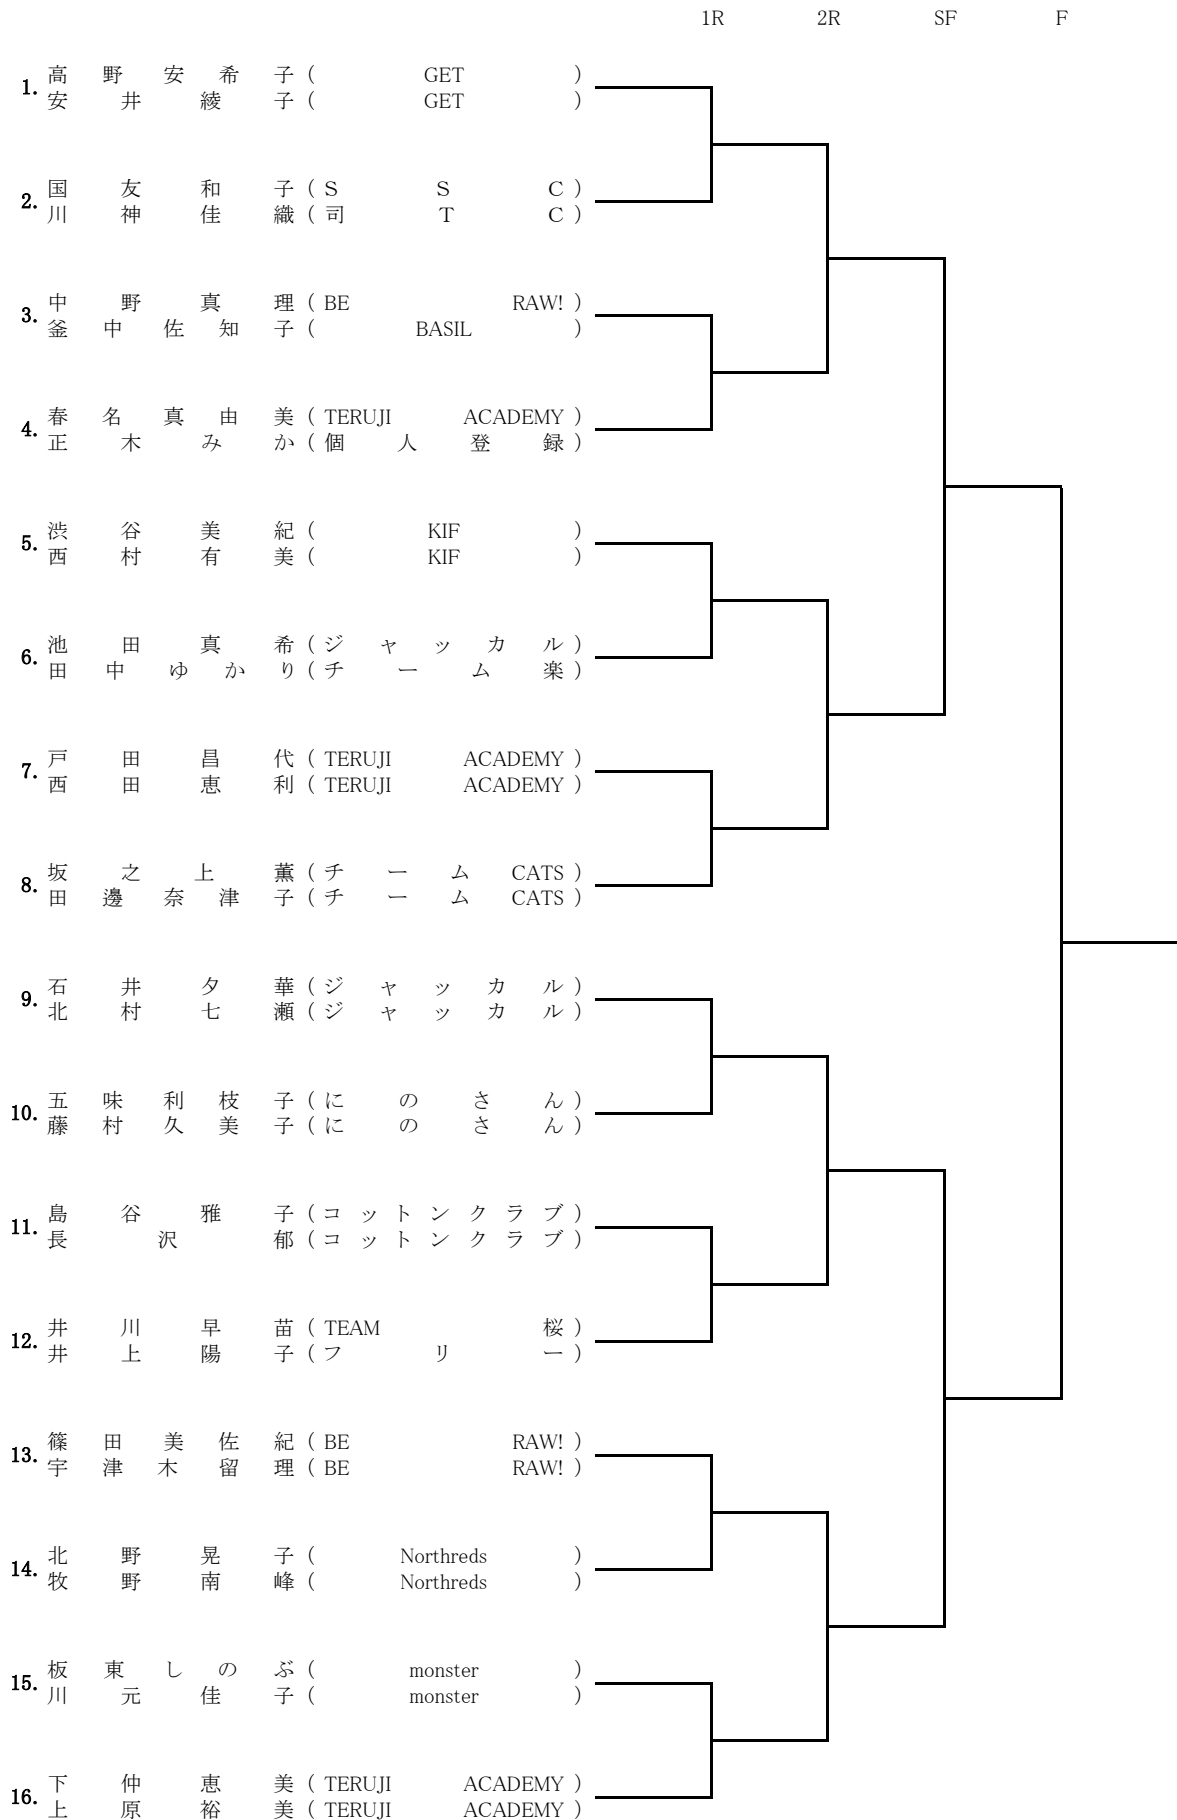 1R 2R SF F
1. 高野安希子 ( GET )
安井綾子 ( GET )
2. 国友和子 ( S S C )
川神佳織 ( 司 T C )
3. 中野真理 ( BE RAW! )
釜中佐知子 ( BASIL )
4. 春名真由美 ( TERUJI ACADEMY )
正木みか ( 個人登録 )
5. 渋谷美紀 ( KIF )
西村有美 ( KIF )
6. 池田真希 ( ジャッカル )
田中ゆかり ( チーム楽 )
7. 戸田昌代 ( TERUJI ACADEMY )
西田恵利 ( TERUJI ACADEMY )
8. 坂之上薫 ( チームCATS )
田邊奈津子 ( チームCATS )
9. 石井夕華 ( ジャッカル )
北村七瀬 ( ジャッカル )
10. 五味利枝子 ( にのさん )
藤村久美子 ( にのさん )
11. 島谷雅子 ( コットンクラブ )
長沢郁 ( コットンクラブ )
12. 井川早苗 ( TEAM 桜 )
井上陽子 ( フリー )
13. 篠田美佐紀 ( BE RAW! )
宇津木留理 ( BE RAW! )
14. 北野晃子 ( Northreds )
牧野南峰 ( Northreds )
15. 板東しのぶ ( monster )
川元佳子 ( monster )
16. 下仲恵美 ( TERUJI ACADEMY )
上原裕美 ( TERUJI ACADEMY )